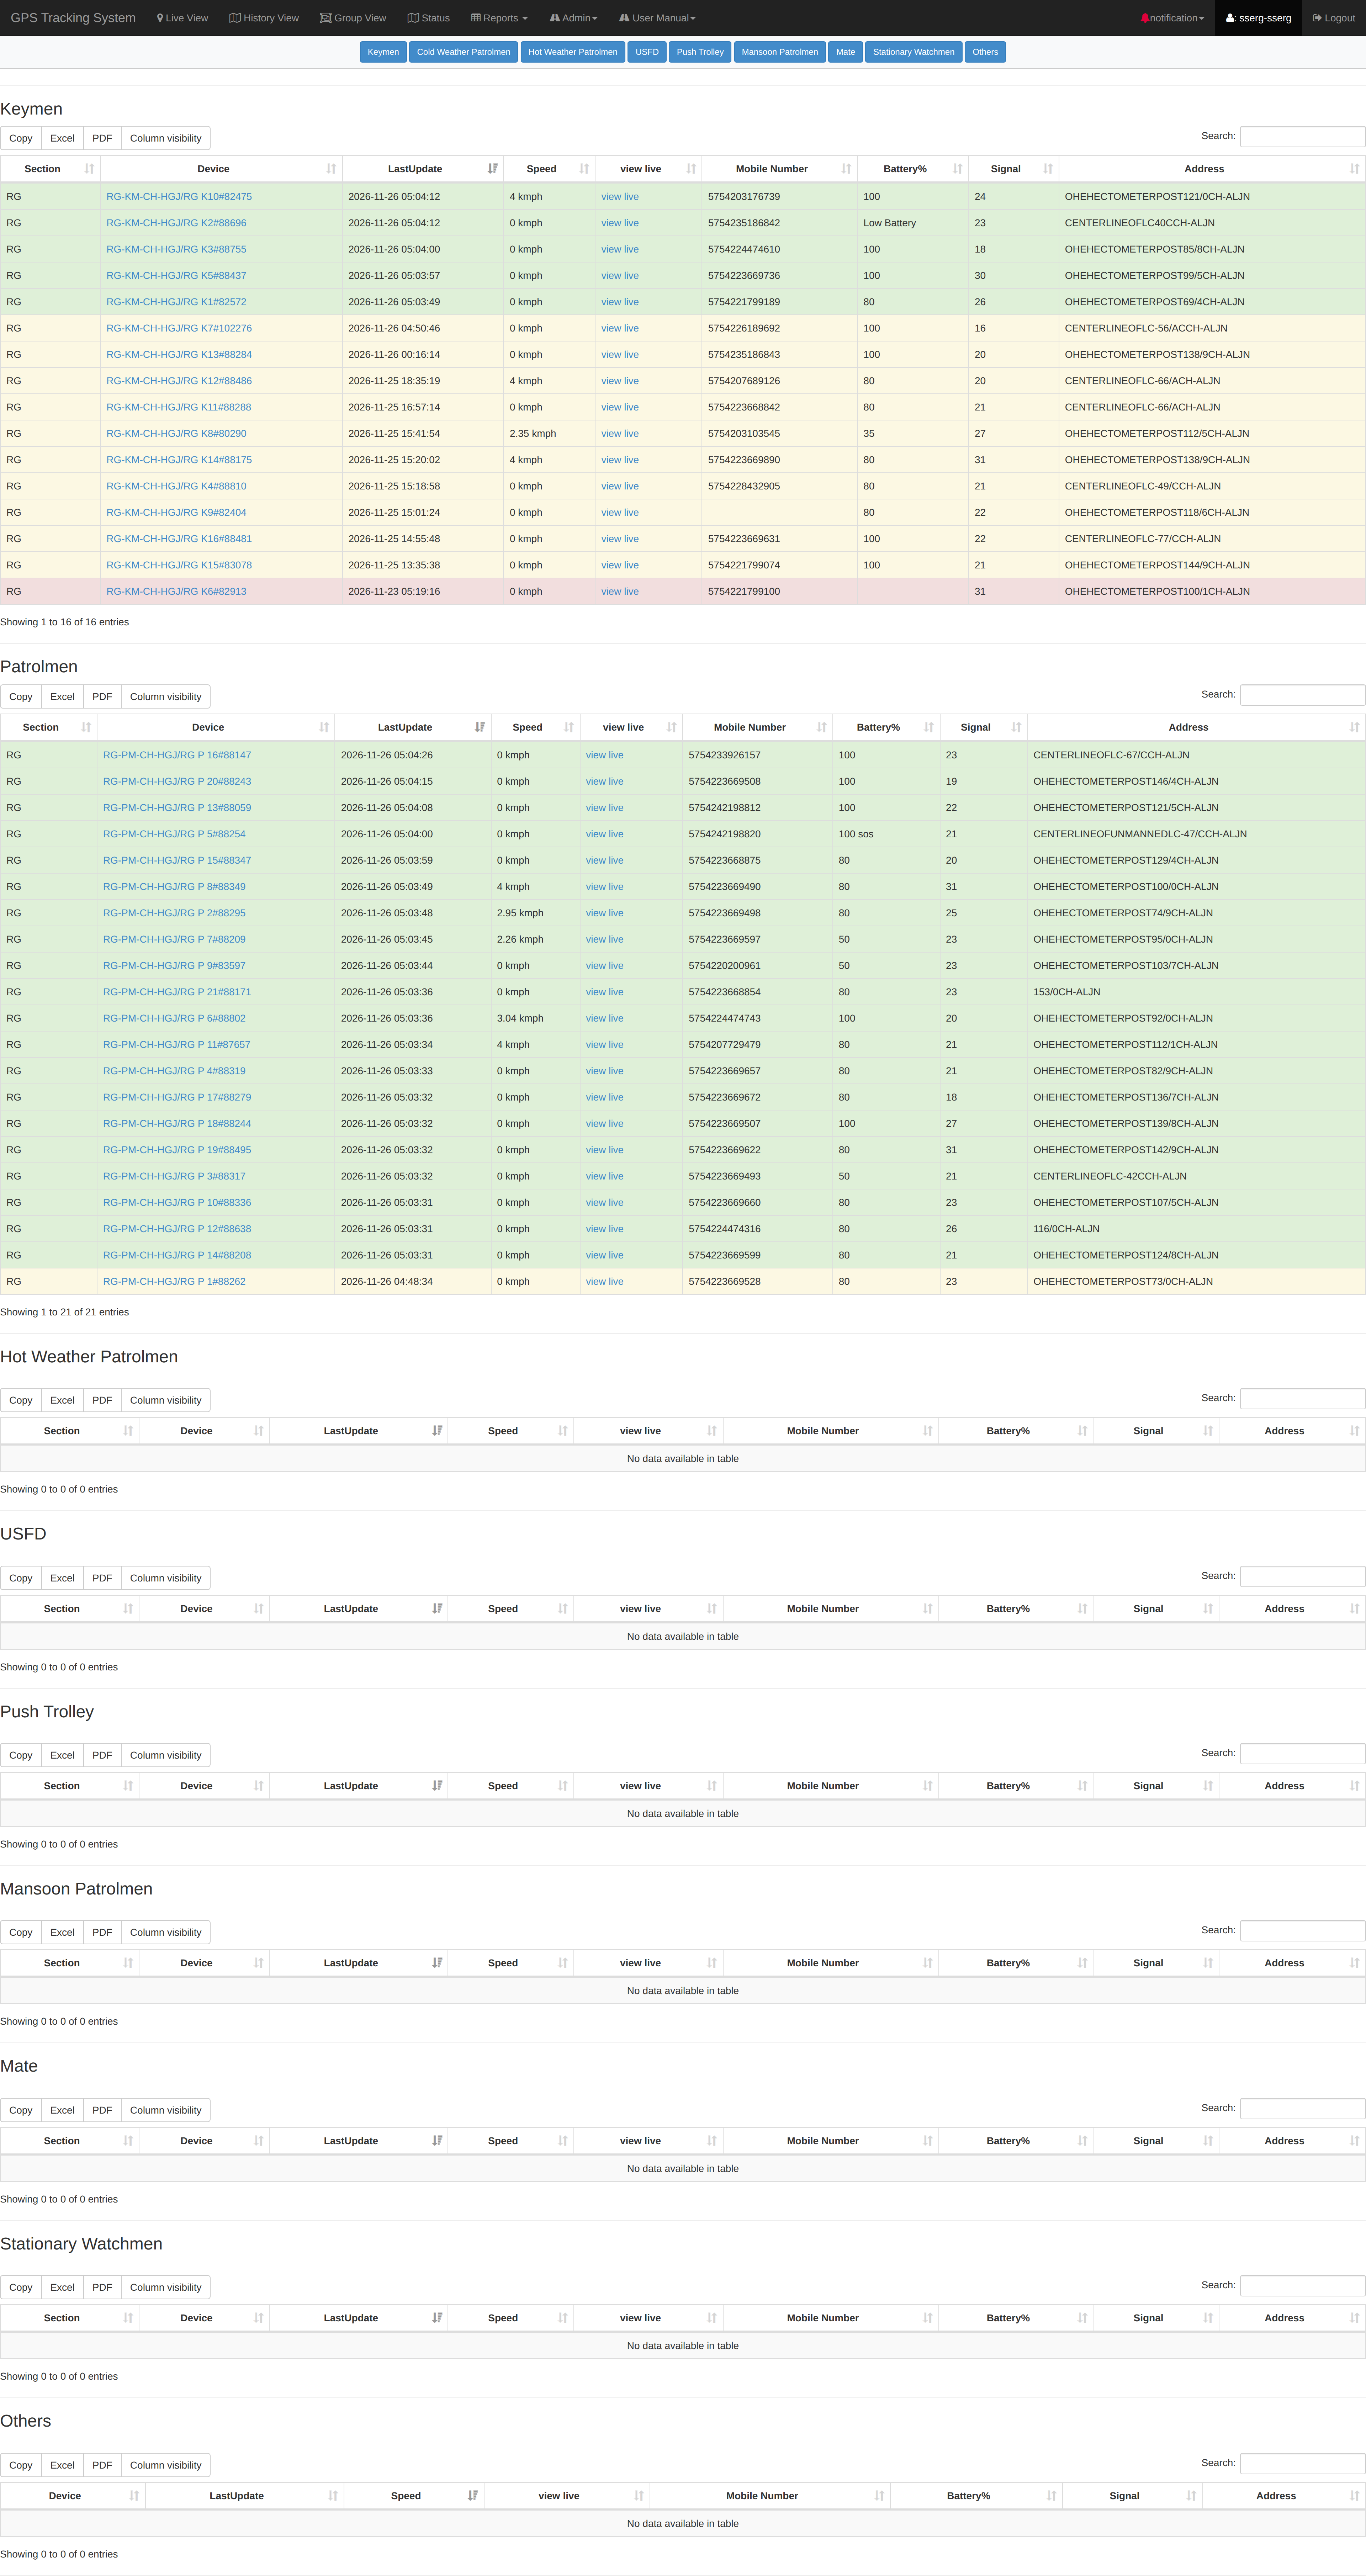 GPS Tracking System Live View History View Group View Status Reports Admin User Manual notification : sserg-sserg Logout
Keymen Cold Weather Patrolmen Hot Weather Patrolmen USFD Push Trolley Mansoon Patrolmen Mate Stationary Watchmen Others
Keymen
Copy Excel PDF Column visibility Search:
Section Device LastUpdate Speed view live Mobile Number Battery% Signal Address
RG RG-KM-CH-HGJ/RG K10#82475 2026-11-26 05:04:12 4 kmph view live 5754203176739 100 24 OHEHECTOMETERPOST121/0CH-ALJN
RG RG-KM-CH-HGJ/RG K2#88696 2026-11-26 05:04:12 0 kmph view live 5754235186842 Low Battery 23 CENTERLINEOFLC40CCH-ALJN
RG RG-KM-CH-HGJ/RG K3#88755 2026-11-26 05:04:00 0 kmph view live 5754224474610 100 18 OHEHECTOMETERPOST85/8CH-ALJN
RG RG-KM-CH-HGJ/RG K5#88437 2026-11-26 05:03:57 0 kmph view live 5754223669736 100 30 OHEHECTOMETERPOST99/5CH-ALJN
RG RG-KM-CH-HGJ/RG K1#82572 2026-11-26 05:03:49 0 kmph view live 5754221799189 80 26 OHEHECTOMETERPOST69/4CH-ALJN
RG RG-KM-CH-HGJ/RG K7#102276 2026-11-26 04:50:46 0 kmph view live 5754226189692 100 16 CENTERLINEOFLC-56/ACCH-ALJN
RG RG-KM-CH-HGJ/RG K13#88284 2026-11-26 00:16:14 0 kmph view live 5754235186843 100 20 OHEHECTOMETERPOST138/9CH-ALJN
RG RG-KM-CH-HGJ/RG K12#88486 2026-11-25 18:35:19 4 kmph view live 5754207689126 80 20 CENTERLINEOFLC-66/ACH-ALJN
RG RG-KM-CH-HGJ/RG K11#88288 2026-11-25 16:57:14 0 kmph view live 5754223668842 80 21 CENTERLINEOFLC-66/ACH-ALJN
RG RG-KM-CH-HGJ/RG K8#80290 2026-11-25 15:41:54 2.35 kmph view live 5754203103545 35 27 OHEHECTOMETERPOST112/5CH-ALJN
RG RG-KM-CH-HGJ/RG K14#88175 2026-11-25 15:20:02 4 kmph view live 5754223669890 80 31 OHEHECTOMETERPOST138/9CH-ALJN
RG RG-KM-CH-HGJ/RG K4#88810 2026-11-25 15:18:58 0 kmph view live 5754228432905 80 21 CENTERLINEOFLC-49/CCH-ALJN
RG RG-KM-CH-HGJ/RG K9#82404 2026-11-25 15:01:24 0 kmph view live 80 22 OHEHECTOMETERPOST118/6CH-ALJN
RG RG-KM-CH-HGJ/RG K16#88481 2026-11-25 14:55:48 0 kmph view live 5754223669631 100 22 CENTERLINEOFLC-77/CCH-ALJN
RG RG-KM-CH-HGJ/RG K15#83078 2026-11-25 13:35:38 0 kmph view live 5754221799074 100 21 OHEHECTOMETERPOST144/9CH-ALJN
RG RG-KM-CH-HGJ/RG K6#82913 2026-11-23 05:19:16 0 kmph view live 5754221799100 31 OHEHECTOMETERPOST100/1CH-ALJN
Showing 1 to 16 of 16 entries
Patrolmen
Copy Excel PDF Column visibility Search:
Section Device LastUpdate Speed view live Mobile Number Battery% Signal Address
RG RG-PM-CH-HGJ/RG P 16#88147 2026-11-26 05:04:26 0 kmph view live 5754233926157 100 23 CENTERLINEOFLC-67/CCH-ALJN
RG RG-PM-CH-HGJ/RG P 20#88243 2026-11-26 05:04:15 0 kmph view live 5754223669508 100 19 OHEHECTOMETERPOST146/4CH-ALJN
RG RG-PM-CH-HGJ/RG P 13#88059 2026-11-26 05:04:08 0 kmph view live 5754242198812 100 22 OHEHECTOMETERPOST121/5CH-ALJN
RG RG-PM-CH-HGJ/RG P 5#88254 2026-11-26 05:04:00 0 kmph view live 5754242198820 100 sos 21 CENTERLINEOFUNMANNEDLC-47/CCH-ALJN
RG RG-PM-CH-HGJ/RG P 15#88347 2026-11-26 05:03:59 0 kmph view live 5754223668875 80 20 OHEHECTOMETERPOST129/4CH-ALJN
RG RG-PM-CH-HGJ/RG P 8#88349 2026-11-26 05:03:49 4 kmph view live 5754223669490 80 31 OHEHECTOMETERPOST100/0CH-ALJN
RG RG-PM-CH-HGJ/RG P 2#88295 2026-11-26 05:03:48 2.95 kmph view live 5754223669498 80 25 OHEHECTOMETERPOST74/9CH-ALJN
RG RG-PM-CH-HGJ/RG P 7#88209 2026-11-26 05:03:45 2.26 kmph view live 5754223669597 50 23 OHEHECTOMETERPOST95/0CH-ALJN
RG RG-PM-CH-HGJ/RG P 9#83597 2026-11-26 05:03:44 0 kmph view live 5754220200961 50 23 OHEHECTOMETERPOST103/7CH-ALJN
RG RG-PM-CH-HGJ/RG P 21#88171 2026-11-26 05:03:36 0 kmph view live 5754223668854 80 23 153/0CH-ALJN
RG RG-PM-CH-HGJ/RG P 6#88802 2026-11-26 05:03:36 3.04 kmph view live 5754224474743 100 20 OHEHECTOMETERPOST92/0CH-ALJN
RG RG-PM-CH-HGJ/RG P 11#87657 2026-11-26 05:03:34 4 kmph view live 5754207729479 80 21 OHEHECTOMETERPOST112/1CH-ALJN
RG RG-PM-CH-HGJ/RG P 4#88319 2026-11-26 05:03:33 0 kmph view live 5754223669657 80 21 OHEHECTOMETERPOST82/9CH-ALJN
RG RG-PM-CH-HGJ/RG P 17#88279 2026-11-26 05:03:32 0 kmph view live 5754223669672 80 18 OHEHECTOMETERPOST136/7CH-ALJN
RG RG-PM-CH-HGJ/RG P 18#88244 2026-11-26 05:03:32 0 kmph view live 5754223669507 100 27 OHEHECTOMETERPOST139/8CH-ALJN
RG RG-PM-CH-HGJ/RG P 19#88495 2026-11-26 05:03:32 0 kmph view live 5754223669622 80 31 OHEHECTOMETERPOST142/9CH-ALJN
RG RG-PM-CH-HGJ/RG P 3#88317 2026-11-26 05:03:32 0 kmph view live 5754223669493 50 21 CENTERLINEOFLC-42CCH-ALJN
RG RG-PM-CH-HGJ/RG P 10#88336 2026-11-26 05:03:31 0 kmph view live 5754223669660 80 23 OHEHECTOMETERPOST107/5CH-ALJN
RG RG-PM-CH-HGJ/RG P 12#88638 2026-11-26 05:03:31 0 kmph view live 5754224474316 80 26 116/0CH-ALJN
RG RG-PM-CH-HGJ/RG P 14#88208 2026-11-26 05:03:31 0 kmph view live 5754223669599 80 21 OHEHECTOMETERPOST124/8CH-ALJN
RG RG-PM-CH-HGJ/RG P 1#88262 2026-11-26 04:48:34 0 kmph view live 5754223669528 80 23 OHEHECTOMETERPOST73/0CH-ALJN
Showing 1 to 21 of 21 entries
Hot Weather Patrolmen
Copy Excel PDF Column visibility Search:
Section Device LastUpdate Speed view live Mobile Number Battery% Signal Address
No data available in table
Showing 0 to 0 of 0 entries
USFD
Copy Excel PDF Column visibility Search:
Section Device LastUpdate Speed view live Mobile Number Battery% Signal Address
No data available in table
Showing 0 to 0 of 0 entries
Push Trolley
Copy Excel PDF Column visibility Search:
Section Device LastUpdate Speed view live Mobile Number Battery% Signal Address
No data available in table
Showing 0 to 0 of 0 entries
Mansoon Patrolmen
Copy Excel PDF Column visibility Search:
Section Device LastUpdate Speed view live Mobile Number Battery% Signal Address
No data available in table
Showing 0 to 0 of 0 entries
Mate
Copy Excel PDF Column visibility Search:
Section Device LastUpdate Speed view live Mobile Number Battery% Signal Address
No data available in table
Showing 0 to 0 of 0 entries
Stationary Watchmen
Copy Excel PDF Column visibility Search:
Section Device LastUpdate Speed view live Mobile Number Battery% Signal Address
No data available in table
Showing 0 to 0 of 0 entries
Others
Copy Excel PDF Column visibility Search:
Device LastUpdate Speed view live Mobile Number Battery% Signal Address
No data available in table
Showing 0 to 0 of 0 entries